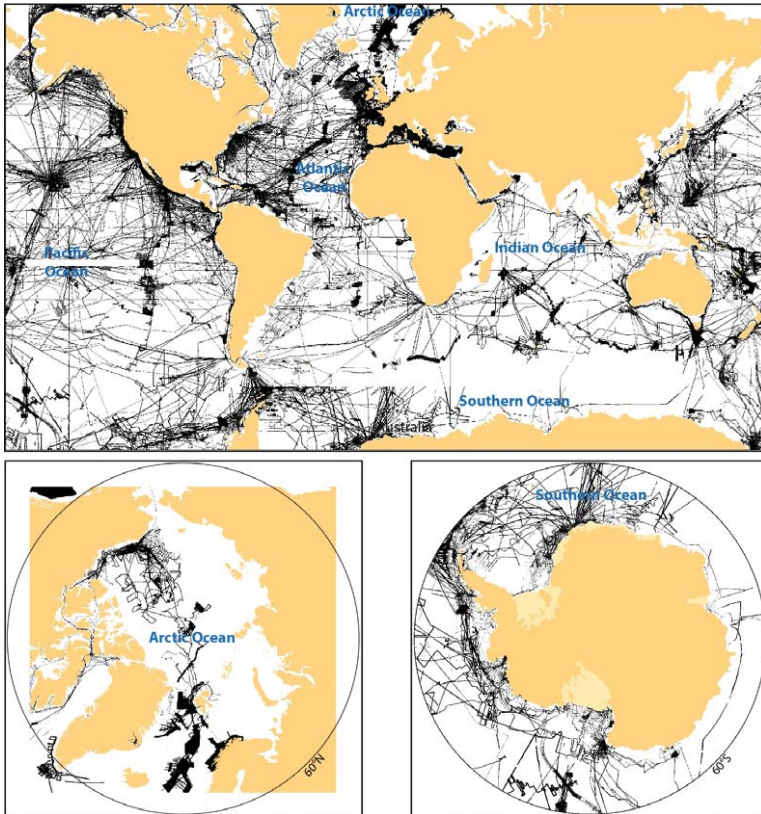 Arctic Ocean
Atlantic
Ocean
Pacific
Ocean
Indian Ocean
Southern Ocean
Australia
Arctic Ocean
60°N
Southern Ocean
60°S